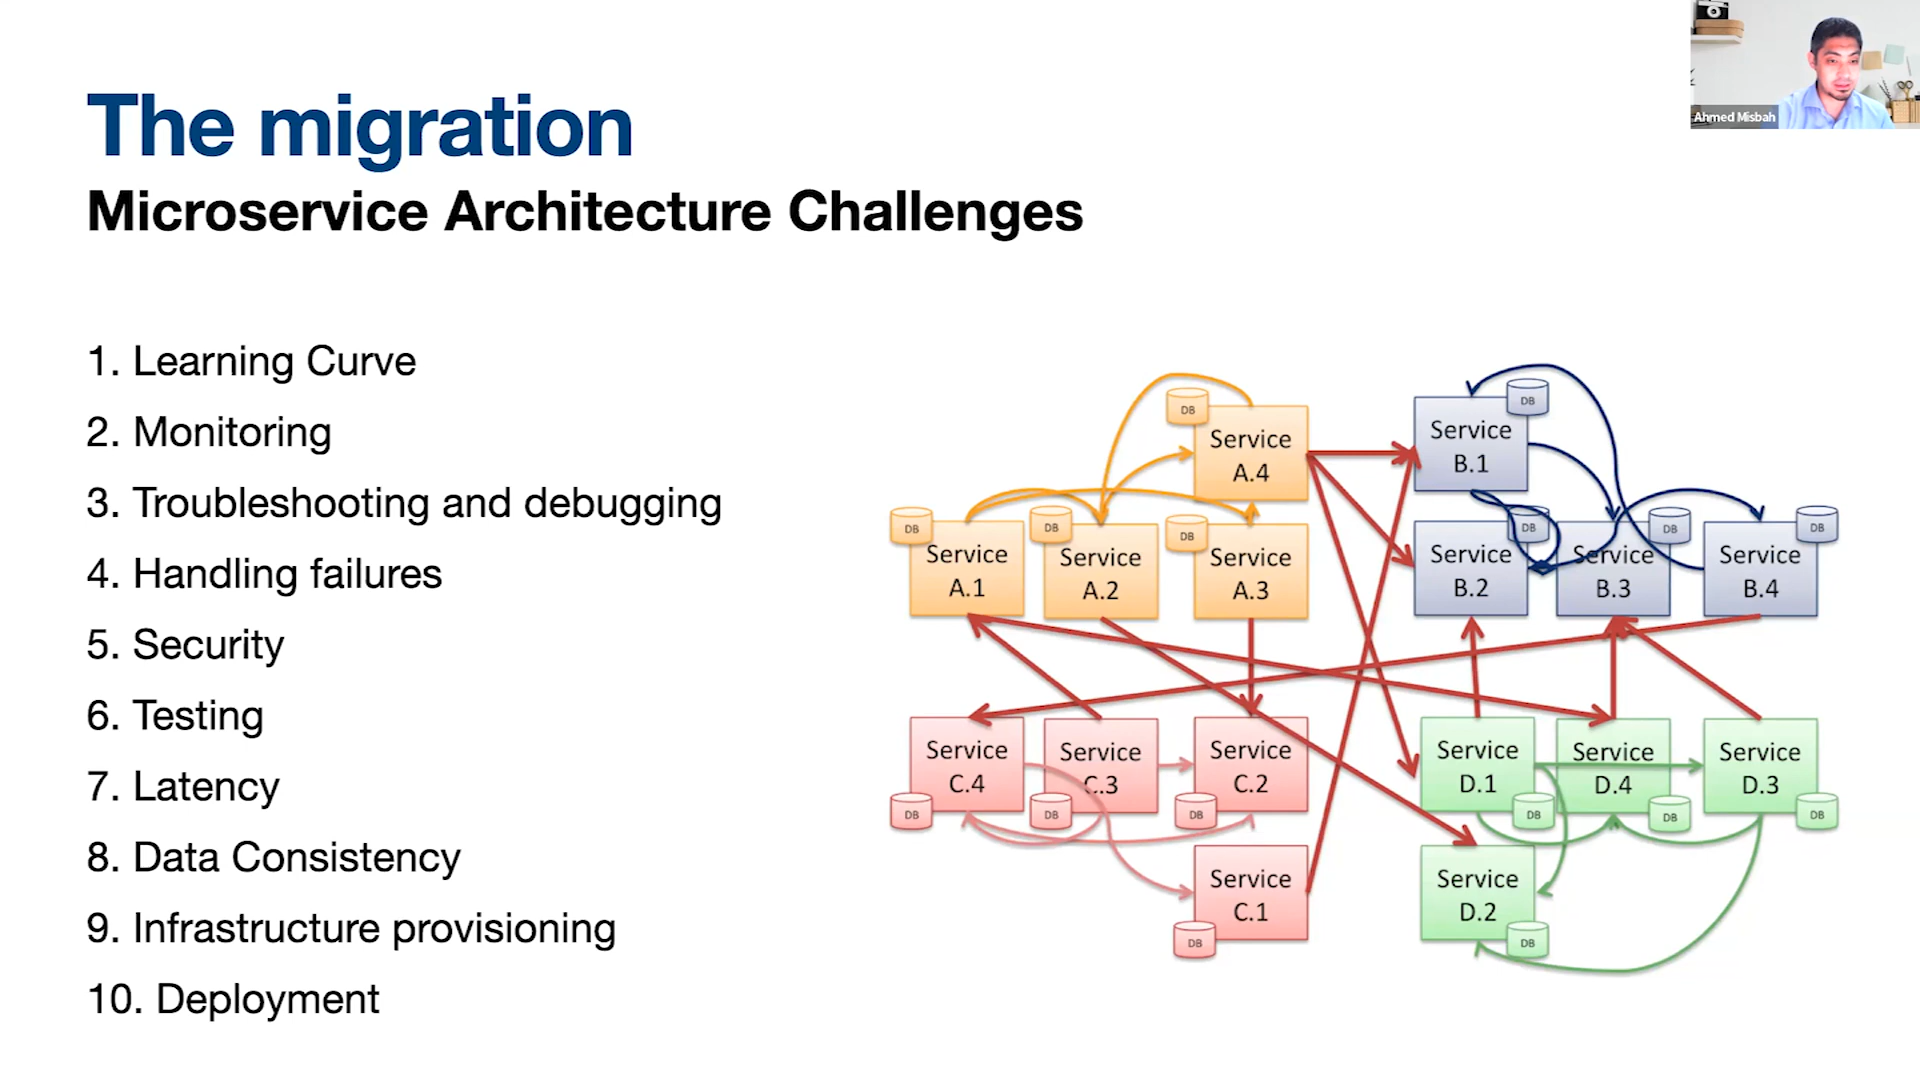 Ahmed Misbah
The migration
Microservice Architecture Challenges
1. Learning Curve
2. Monitoring
3. Troubleshooting and debugging
4. Handling failures
5. Security
6. Testing
7. Latency
8. Data Consistency
9. Infrastructure provisioning
10. Deployment
DB
Service
A.4
DB
Service
A.1
DB
Service
A.2
DB
Service
A.3
DB
Service
B.1
DB
Service
B.2
DB
Service
B.3
DB
Service
B.4
Service
C.4
DB
Service
C.3
DB
Service
C.2
DB
Service
C.1
DB
Service
D.1
DB
Service
D.4
DB
Service
D.3
DB
Service
D.2
DB